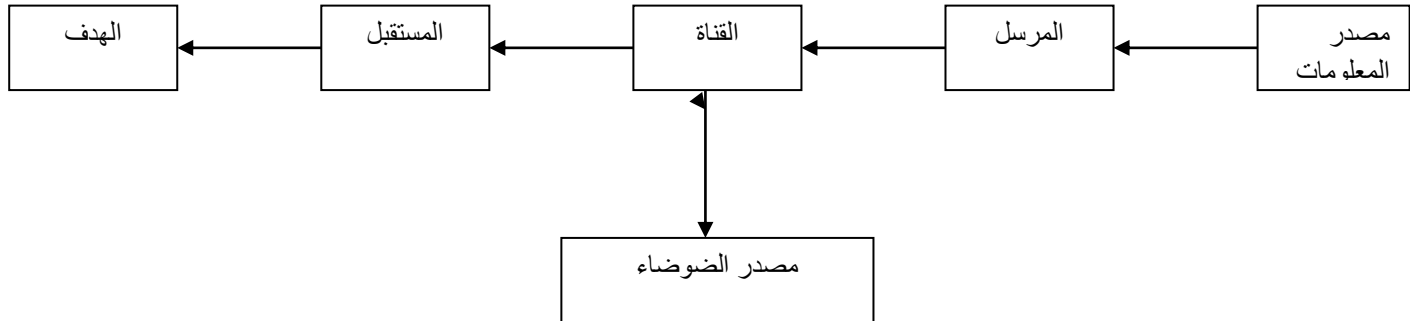 مصدر
المعلومات
المرسل
القناة
المستقبل
الهدف
مصدر الضوضاء